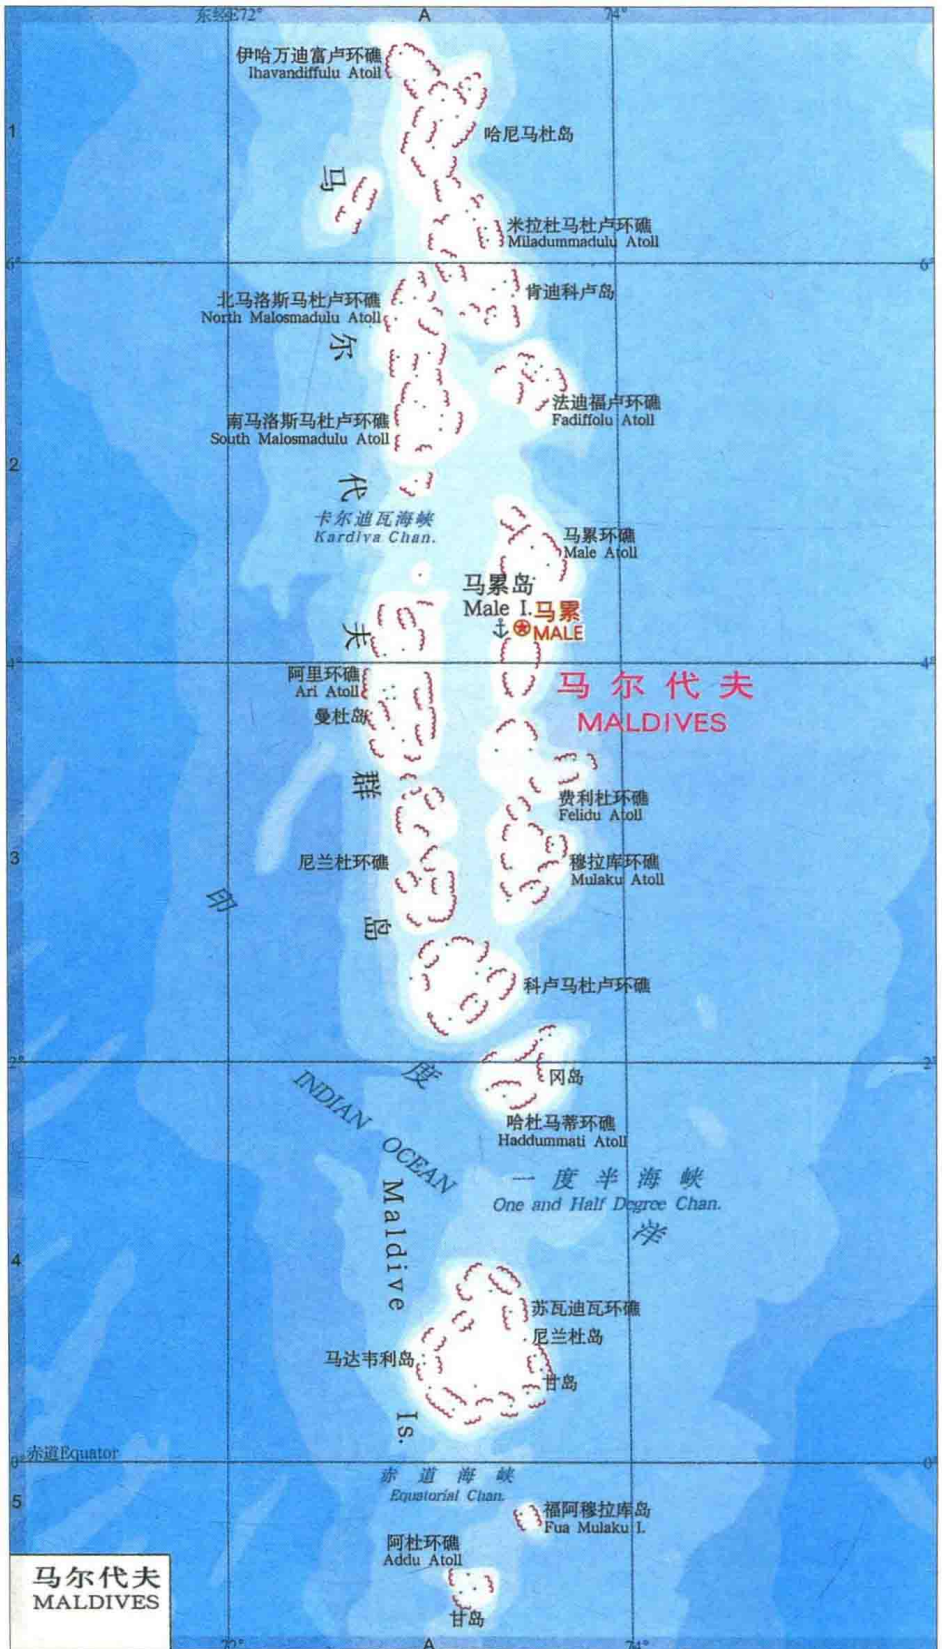 东经E72°
A
74°
伊哈万迪富卢环礁
Ihavandiffulu Atoll
1
哈尼马杜岛
马
米拉杜马杜卢环礁
Miladummadulu Atoll
6°
6°
肯迪科卢岛
北马洛斯马杜卢环礁
North Malosmadulu Atoll
尔
法迪福卢环礁
Fadiffolu Atoll
南马洛斯马杜卢环礁
South Malosmadulu Atoll
2
代
卡尔迪瓦海峡
Kardiva Chan.
马累环礁
Male Atoll
马累岛
Male I.
马累
MALE
夫
4°
4°
阿里环礁
Ari Atoll
曼杜岛
马尔代夫
MALDIVES
群
费利杜环礁
Felidu Atoll
3
尼兰杜环礁
穆拉库环礁
Mulaku Atoll
印
岛
科卢马杜卢环礁
2°
2°
度
冈岛
INDIAN OCEAN
哈杜马蒂环礁
Haddummati Atoll
一度半海峡
One and Half Degree Chan.
洋
Maldive Is.
4
苏瓦迪瓦环礁
尼兰杜岛
马达韦利岛
甘岛
0°
赤道Equator
0°
赤道海峡
Equatorial Chan.
5
福阿穆拉库岛
Fua Mulaku I.
阿杜环礁
Addu Atoll
甘岛
马尔代夫
MALDIVES
72°
A
74°